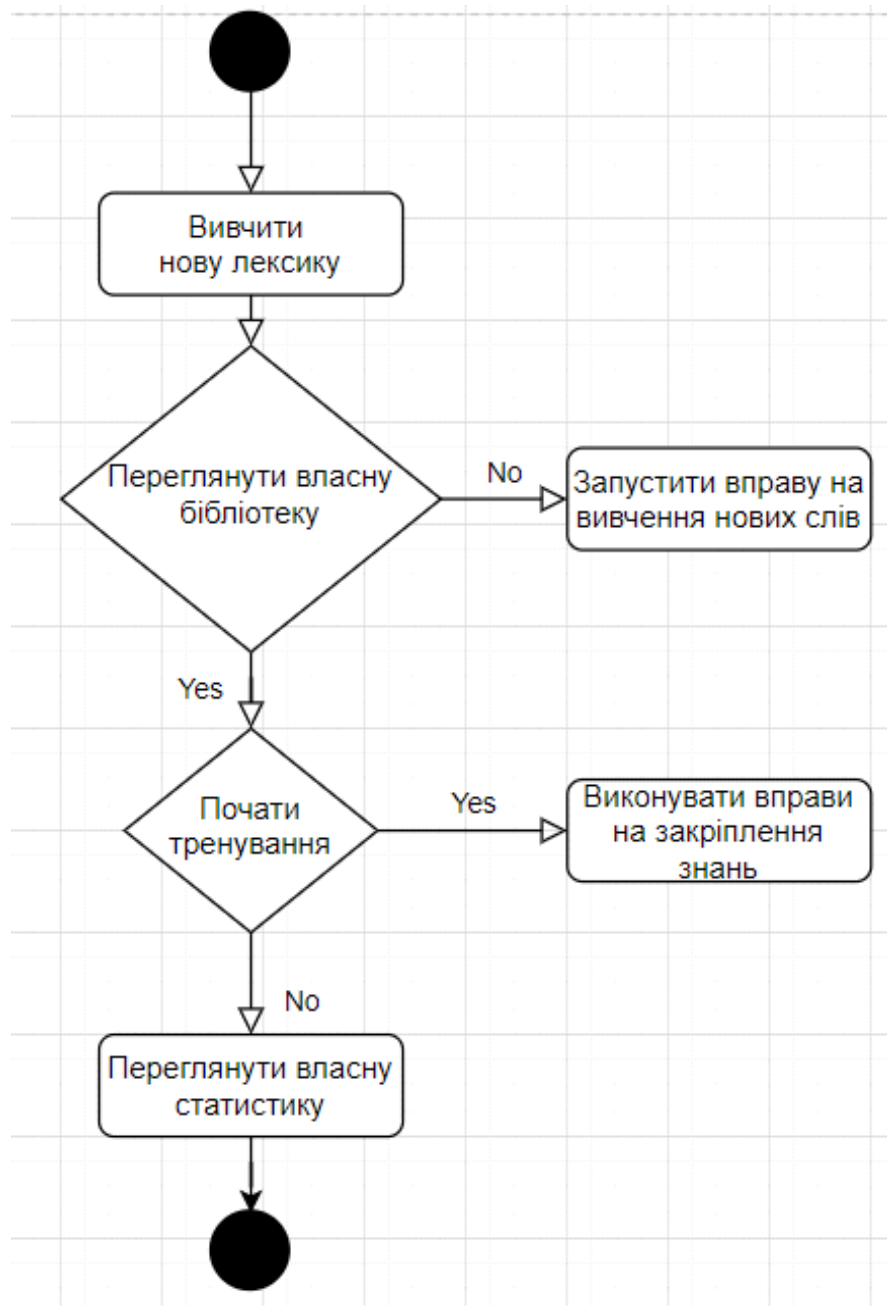 Вивчити
нову лексику
Переглянути власну
бібліотеку
No
Запустити вправу на
вивчення нових слів
Yes
Почати
тренування
Yes
Виконувати вправи
на закріплення
знань
No
Переглянути власну
статистику